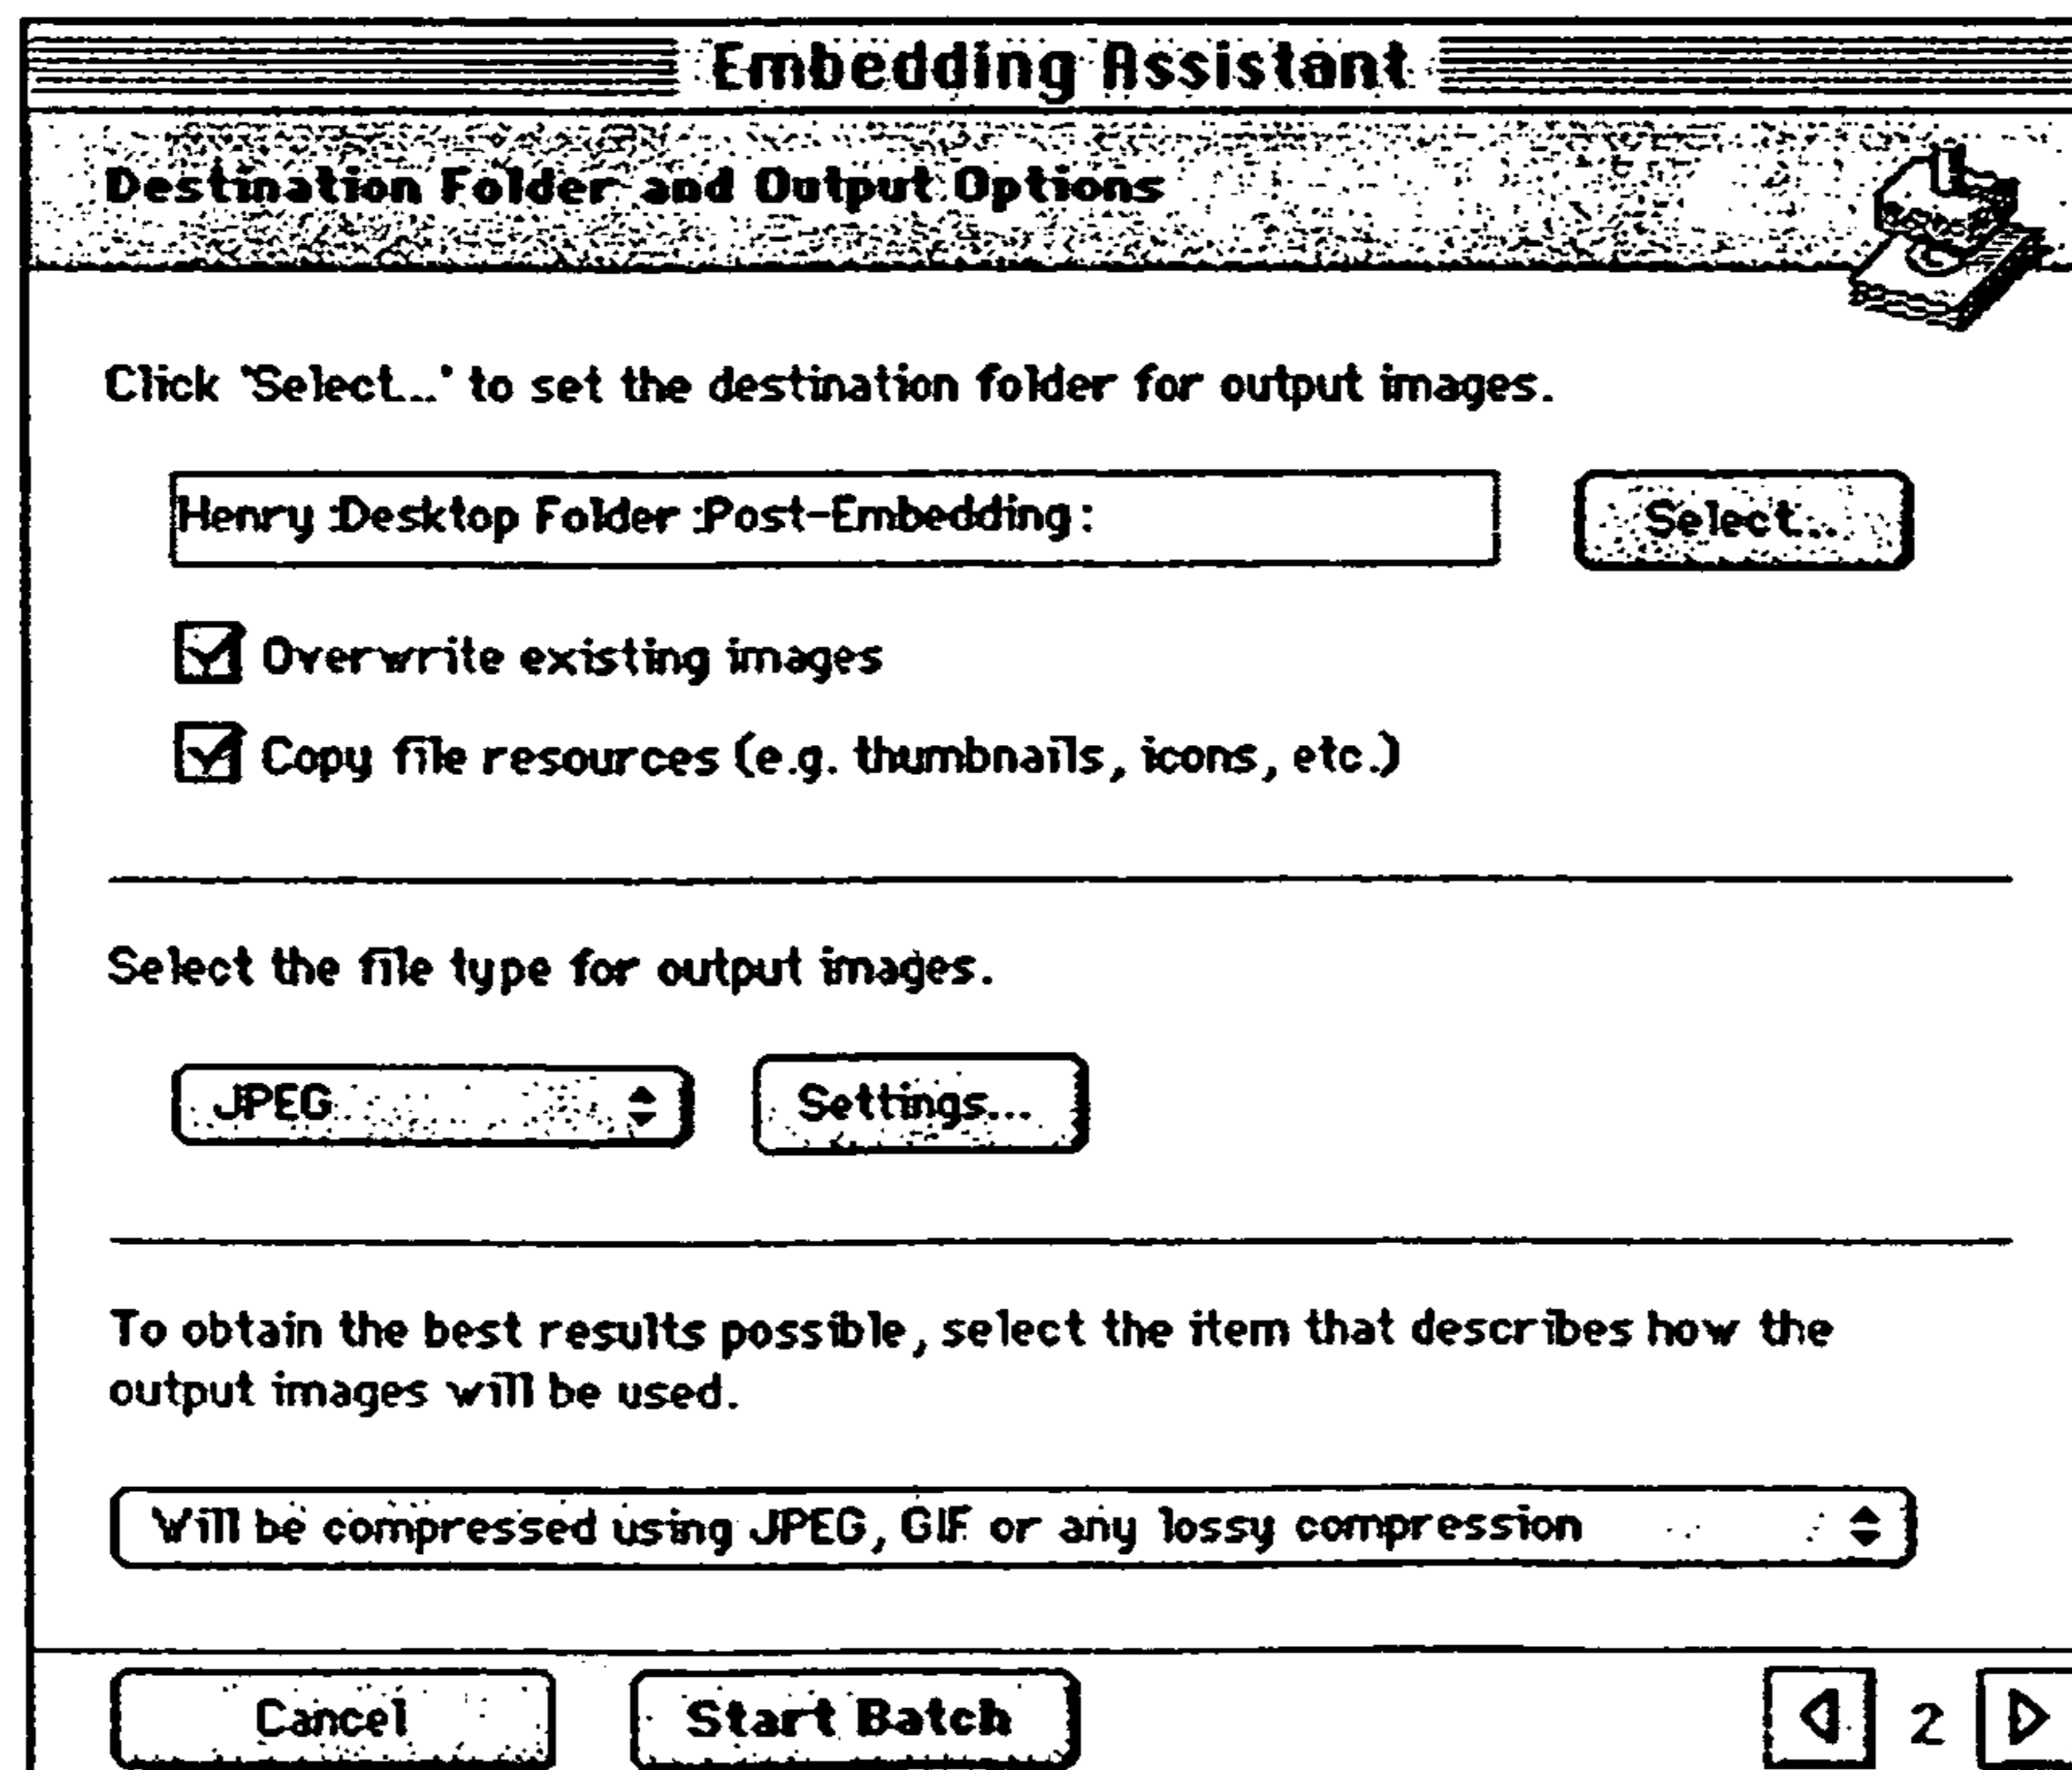 Embedding Assistant
Destination Folder and Output Options
Click 'Select...' to set the destination folder for output images.
Henry :Desktop Folder :Post-Embedding :
Select...
Overwrite existing images
Copy file resources (e.g. thumbnails, icons, etc.)
Select the file type for output images.
JPEG
Settings...
To obtain the best results possible, select the item that describes how the
output images will be used.
Will be compressed using JPEG, GIF or any lossy compression
Cancel
Start Batch
2